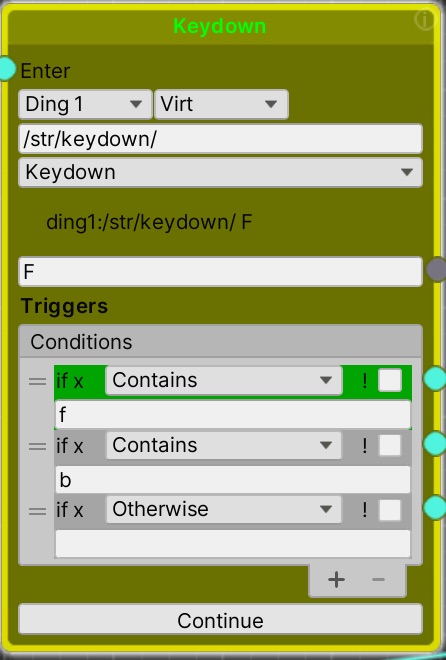 Keydown
Enter
Ding 1 Virt
/str/keydown/
Keydown
ding1:/str/keydown/ F
F
Triggers
Conditions
if x Contains !
f
if x Contains !
b
if x Otherwise !
Continue